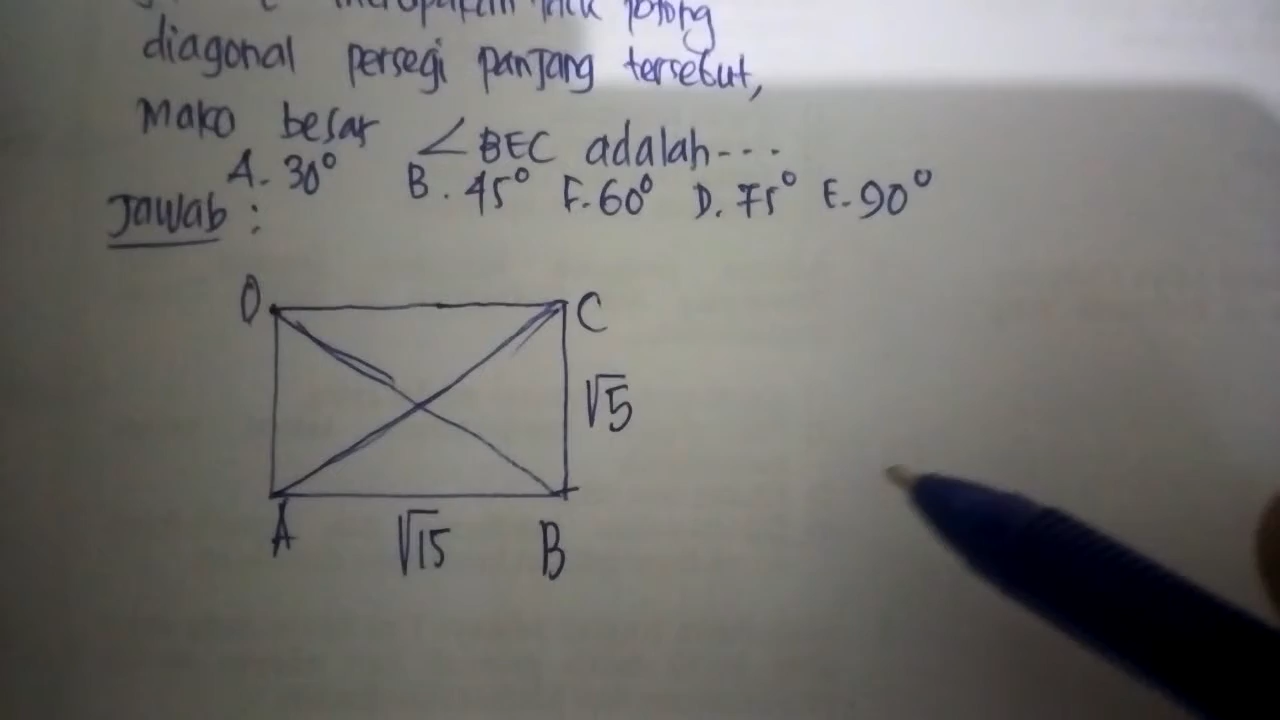 diagonal persegi panjang tersebut,
Maka besar ∠BEC adalah...
A. 30° B. 45° F. 60° D. 75° E. 90°
Jawab :
D C
√5
A √15 B